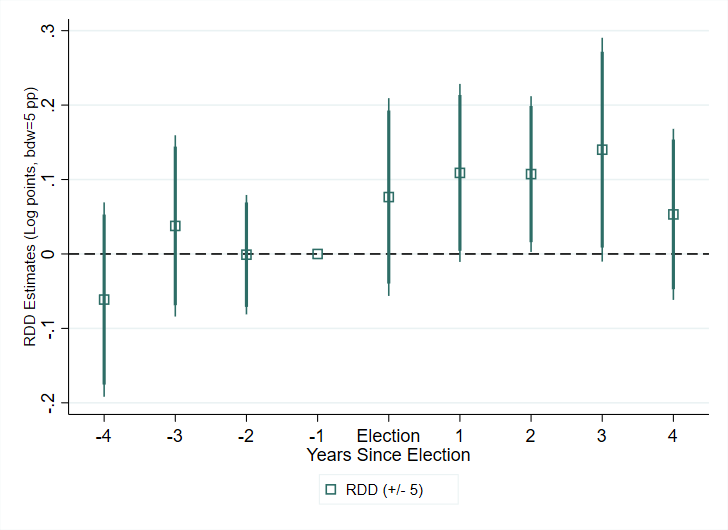 RDD Estimates (Log points, bdw=5 pp)
.3
.2
.1
0
-.1
-.2
-4 -3 -2 -1 Election 1 2 3 4
Years Since Election
RDD (+/- 5)